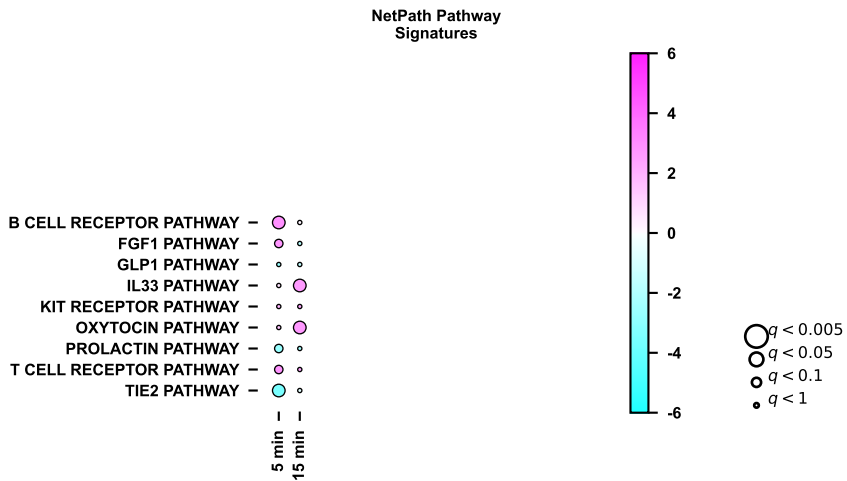 NetPath Pathway
Signatures
6
4
2
0
-2
-4
-6
B CELL RECEPTOR PATHWAY
FGF1 PATHWAY
GLP1 PATHWAY
IL33 PATHWAY
KIT RECEPTOR PATHWAY
OXYTOCIN PATHWAY
PROLACTIN PATHWAY
T CELL RECEPTOR PATHWAY
TIE2 PATHWAY
5 min
15 min
q < 0.005
q < 0.05
q < 0.1
q < 1